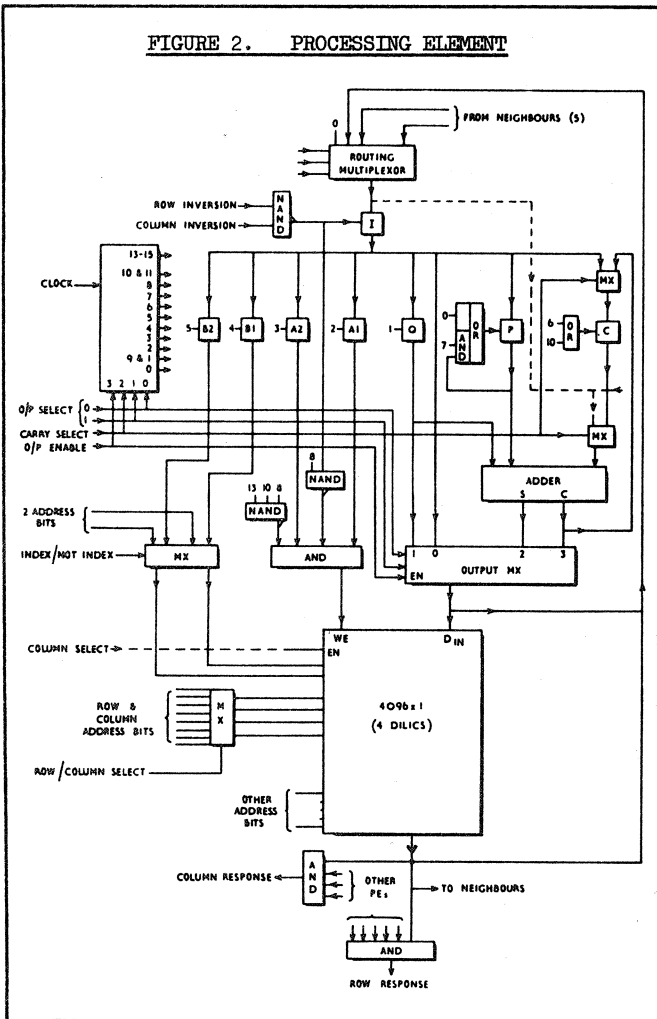 FIGURE 2. PROCESSING ELEMENT
0
FROM NEIGHBOURS (5)
ROUTING
MULTIPLEXOR
ROW INVERSION
COLUMN INVERSION
NAND
I
CLOCK
13-15
10 & 11
8
7
6
5
4
3
2
9 & 1
0
3 2 1 0
5 B2
4 B1
3 A2
2 A1
1 Q
0
7
AND
OR
P
MX
6
10
OR
C
O/P SELECT { 0
1
CARRY SELECT
O/P ENABLE
MX
ADDER
S C
8
NAND
13 10 8
NAND
2 ADDRESS
BITS
INDEX/NOT INDEX
MX
AND
1 0 2 3
EN OUTPUT MX
COLUMN SELECT
WE
EN
D IN
4096 x 1
(4 DILICS)
ROW &
COLUMN
ADDRESS BITS
MX
ROW/COLUMN SELECT
OTHER
ADDRESS
BITS
COLUMN RESPONSE
AND
OTHER
PEs
TO NEIGHBOURS
AND
ROW RESPONSE